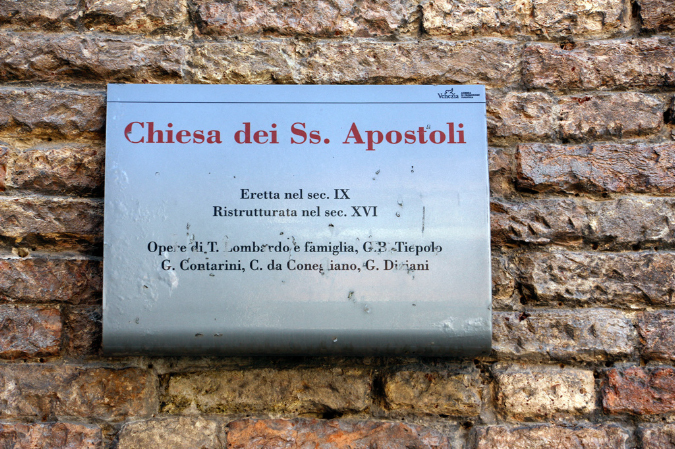 Venezia
Chiesa dei Ss. Apostoli
Eretta nel sec. IX
Ristrutturata nel sec. XVI
Opere di T. Lombardo e famiglia, G.B. Tiepolo
G. Contarini, C. da Conegliano, G. Diziani